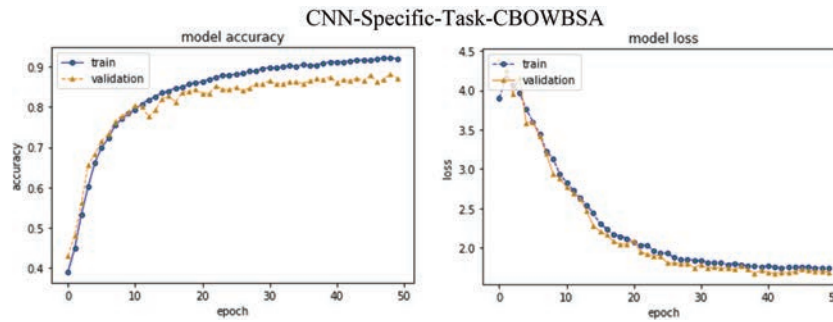 CNN-Specific-Task-CBOWBSA
model accuracy
train
validation
0.9
0.8
0.7
0.6
0.5
0.4
accuracy
0
10
20
30
40
50
epoch
model loss
train
validation
4.5
4.0
3.5
3.0
2.5
2.0
loss
0
10
20
30
40
50
epoch